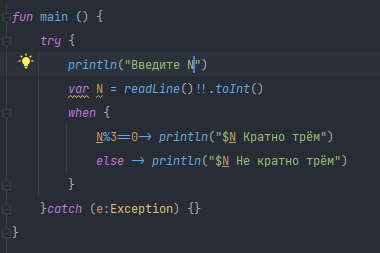 fun main () {
try {
println("Введите N")
var N = readLine()!!.toInt()
when {
N%3==0-> println("$N Кратно трём")
else -> println("$N Не кратно трём")
}
}catch (e:Exception) {}
}